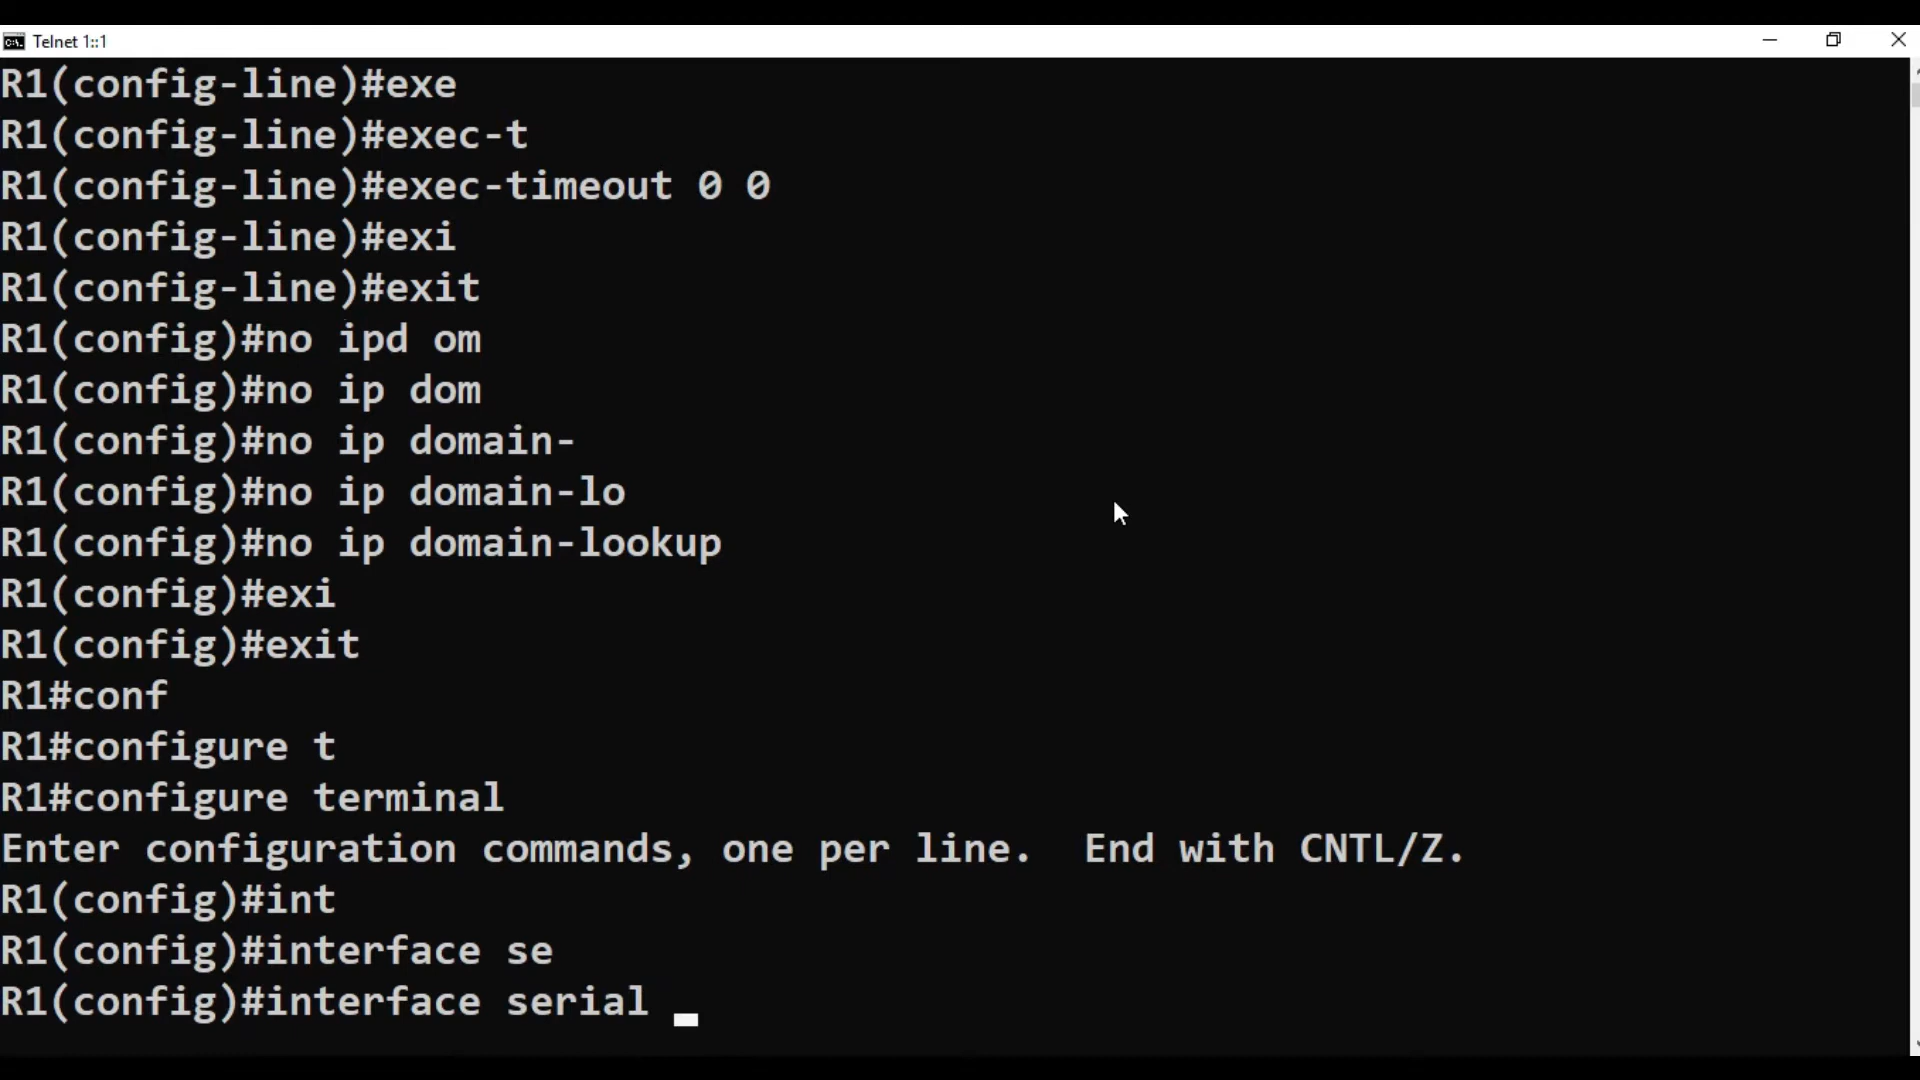 Telnet 1::1
R1(config-line)#exe
R1(config-line)#exec-t
R1(config-line)#exec-timeout 0 0
R1(config-line)#exi
R1(config-line)#exit
R1(config)#no ipd om
R1(config)#no ip dom
R1(config)#no ip domain-
R1(config)#no ip domain-lo
R1(config)#no ip domain-lookup
R1(config)#exi
R1(config)#exit
R1#conf
R1#configure t
R1#configure terminal
Enter configuration commands, one per line.  End with CNTL/Z.
R1(config)#int
R1(config)#interface se
R1(config)#interface serial